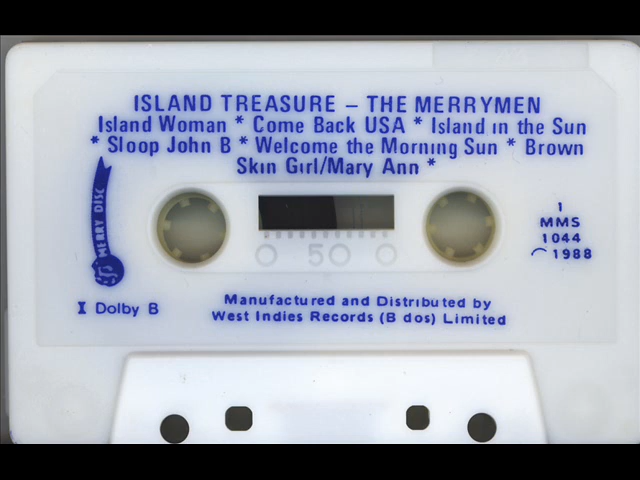 ISLAND TREASURE – THE MERRYMEN
Island Woman * Come Back USA * Island in the Sun
* Sloop John B * Welcome the Morning Sun * Brown
Skin Girl/Mary Ann *
MERRY DISC
50
1
MMS
1044
1988
Dolby B
Manufactured and Distributed by
West Indies Records (B dos) Limited